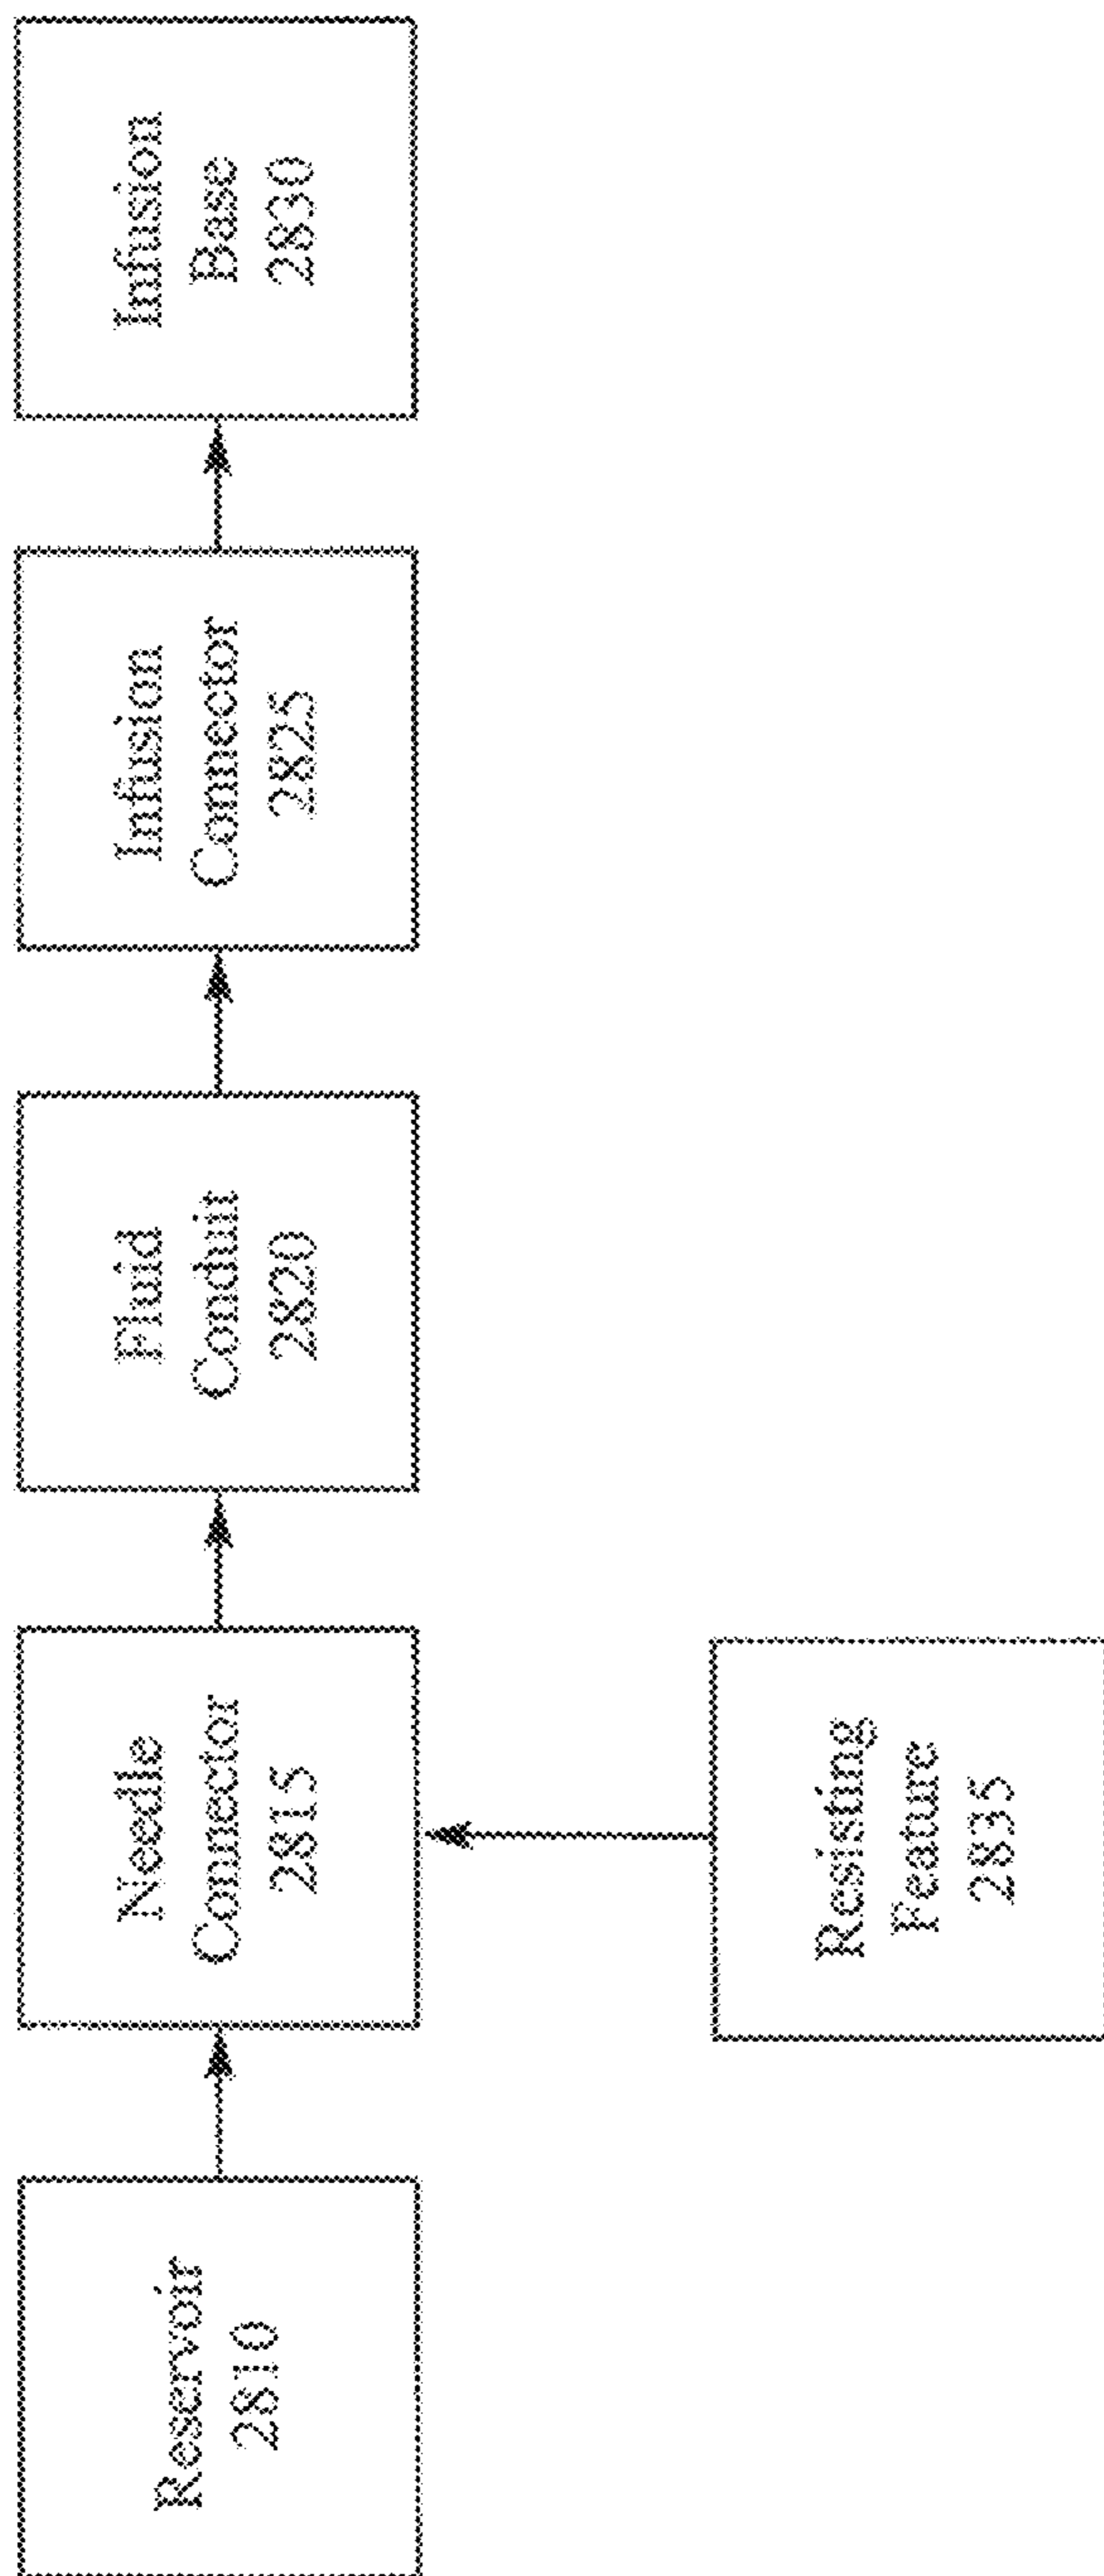 Reservoir
2810
Needle
Connector
2815
Fluid
Conduit
2820
Infusion
Connector
2825
Infusion
Base
2830
Resisting
Feature
2835